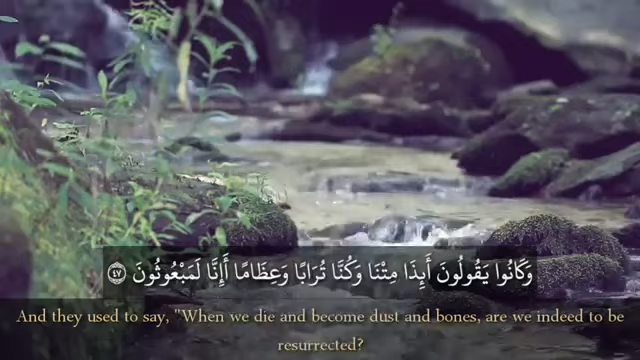 وَكَانُوا يَقُولُونَ أَئِذَا مِتْنَا وَكُنَّا تُرَابًا وَعِظَامًا أَإِنَّا لَمَبْعُوثُونَ ٤٧
And they used to say, "When we die and become dust and bones, are we indeed to be
resurrected?